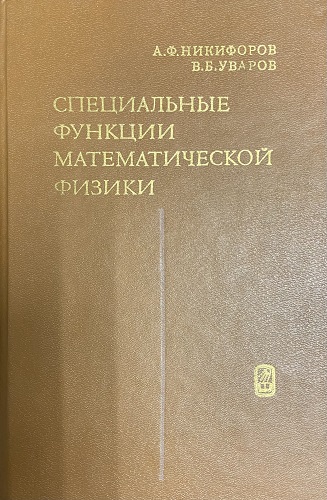 А.Ф.НИКИФОРОВ
В.Б.УВАРОВ
СПЕЦИАЛЬНЫЕ
ФУНКЦИИ
МАТЕМАТИЧЕСКОЙ
ФИЗИКИ